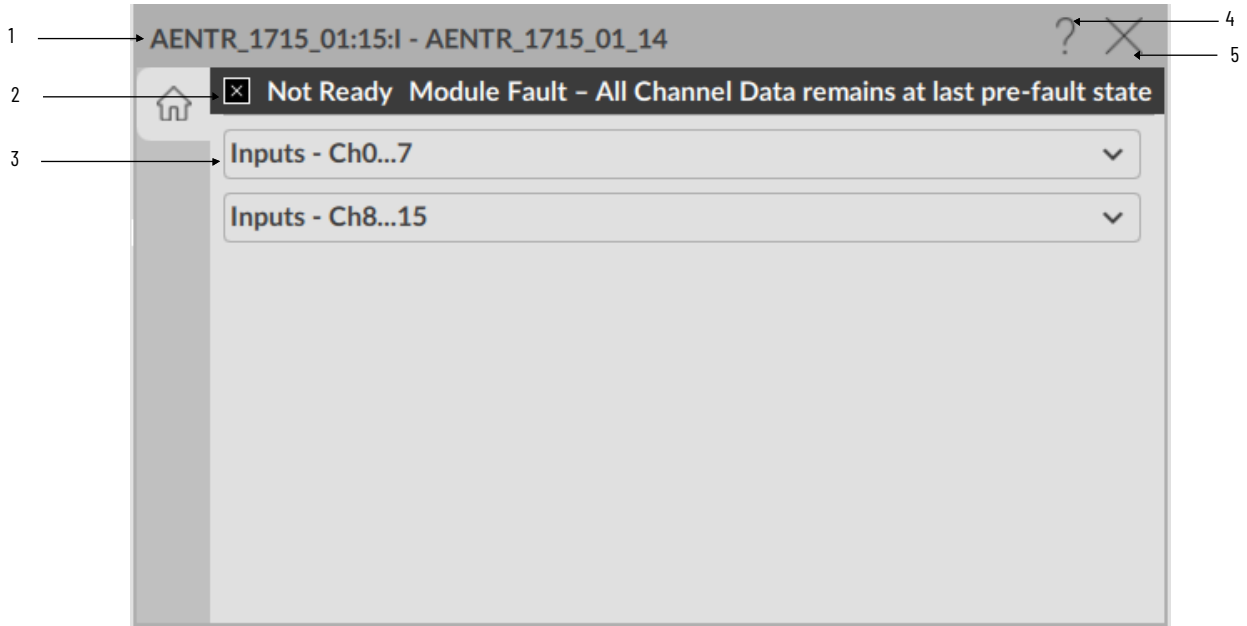 1
AENTR_1715_01:15:I - AENTR_1715_01_14
?
4
5
2
Not Ready Module Fault – All Channel Data remains at last pre-fault state
3
Inputs - Ch0...7
Inputs - Ch8...15